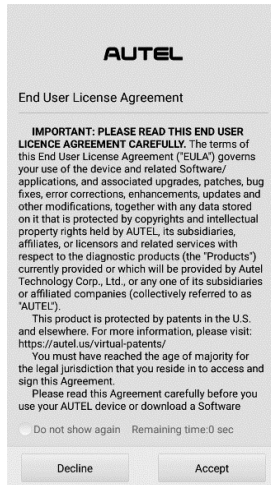 AUTEL
End User License Agreement
IMPORTANT: PLEASE READ THIS END USER
LICENCE AGREEMENT CAREFULLY. The terms of
this End User License Agreement ("EULA") governs
your use of the device and related Software/
applications, and associated upgrades, patches, bug
fixes, error corrections, enhancements, updates and
other modifications, together with any data stored
on it that is protected by copyrights and intellectual
property rights held by AUTEL, its subsidiaries,
affiliates, or licensors and related services with
respect to the diagnostic products (the "Products")
currently provided or which will be provided by Autel
Technology Corp., Ltd., or any one of its subsidiaries
or affiliated companies (collectively referred to as
"AUTEL").
This product is protected by patents in the U.S.
and elsewhere. For more information, please visit:
https://autel.us/virtual-patents/
You must have reached the age of majority for
the legal jurisdiction that you reside in to access and
sign this Agreement.
Please read this Agreement carefully before you
use your AUTEL device or download a Software
Do not show again Remaining time:0 sec
Decline Accept